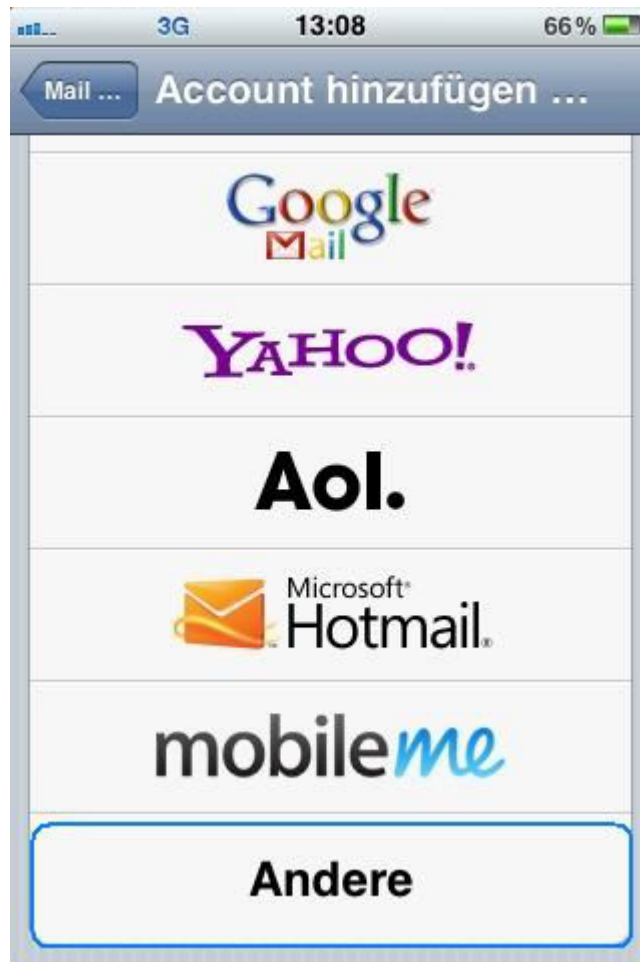 3G 13:08 66 %
Mail ... Account hinzufügen ...
Google
Mail
YAHOO!
Aol.
Microsoft®
Hotmail®
mobileme
Andere